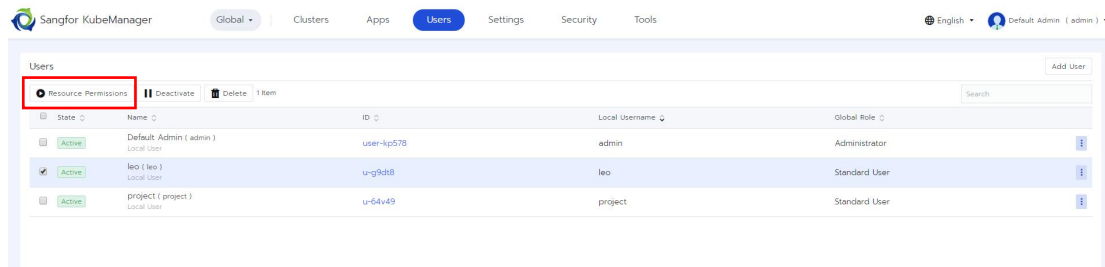 Sangfor KubeManager Global Clusters Apps Users Settings Security Tools English Default Admin ( admin )
Users Add User
Resource Permissions Deactivate Delete 1 Item Search
State Name ID Local Username Global Role
Active Default Admin ( admin ) user-kp578 admin Administrator
Local User
Active leo ( leo ) u-g9dt8 leo Standard User
Local User
Active project ( project ) u-64v49 project Standard User
Local User